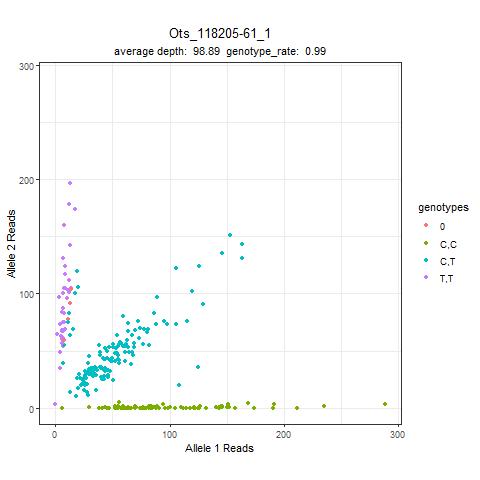 Ots_118205-61_1
average depth: 98.89 genotype_rate: 0.99
300
200
100
0
Allele 2 Reads
0 100 200 300
Allele 1 Reads
genotypes
0
C,C
C,T
T,T